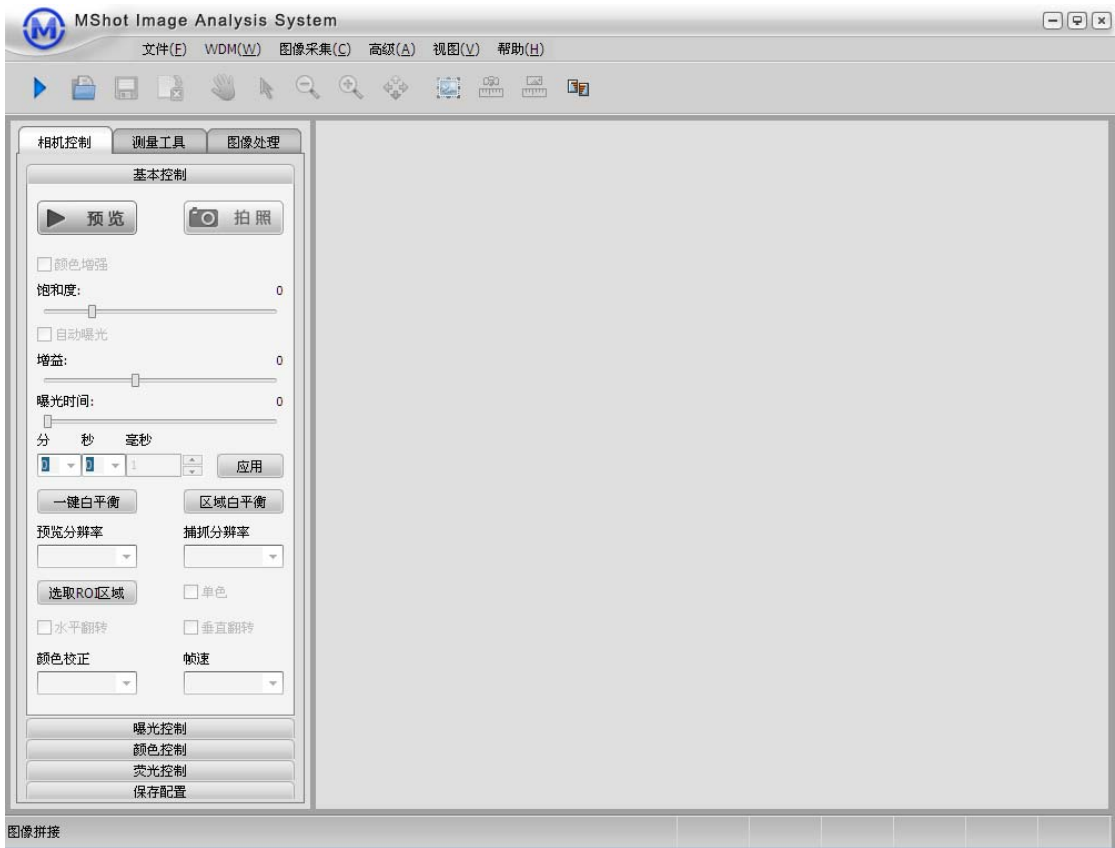 MShot Image Analysis System
文件(F) WDM(W) 图像采集(C) 高级(A) 视图(V) 帮助(H)
相机控制 测量工具 图像处理
基本控制
预览 拍照
颜色增强
饱和度: 0
自动曝光
增益: 0
曝光时间: 0
分 秒 毫秒
0 0 1 应用
一键白平衡 区域白平衡
预览分辨率 捕抓分辨率
选取ROI区域 单色
水平翻转 垂直翻转
颜色校正 帧速
曝光控制
颜色控制
荧光控制
保存配置
图像拼接